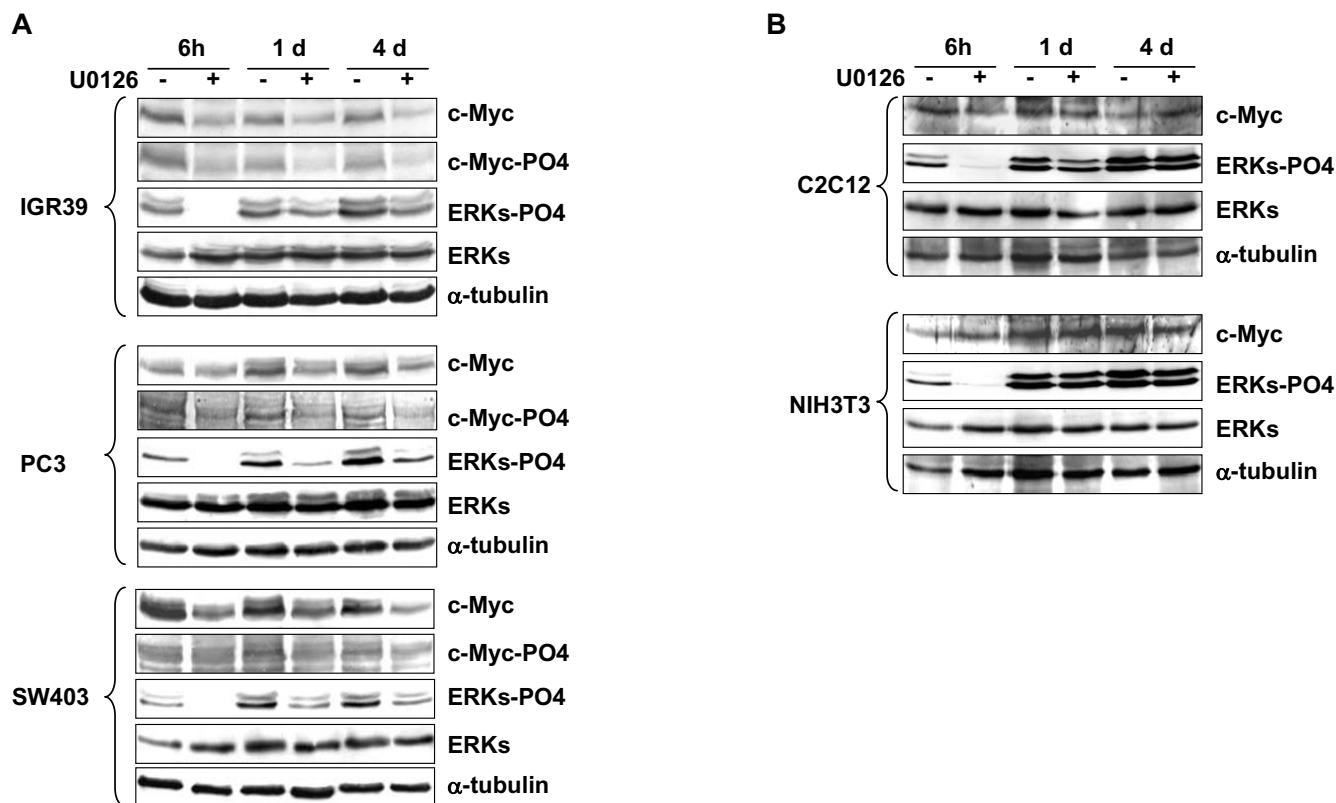 A
6h 1 d 4 d
U0126 - + - + - +
IGR39
c-Myc
c-Myc-PO4
ERKs-PO4
ERKs
α-tubulin
PC3
c-Myc
c-Myc-PO4
ERKs-PO4
ERKs
α-tubulin
SW403
c-Myc
c-Myc-PO4
ERKs-PO4
ERKs
α-tubulin
B
6h 1 d 4 d
U0126 - + - + - +
C2C12
c-Myc
ERKs-PO4
ERKs
α-tubulin
NIH3T3
c-Myc
ERKs-PO4
ERKs
α-tubulin